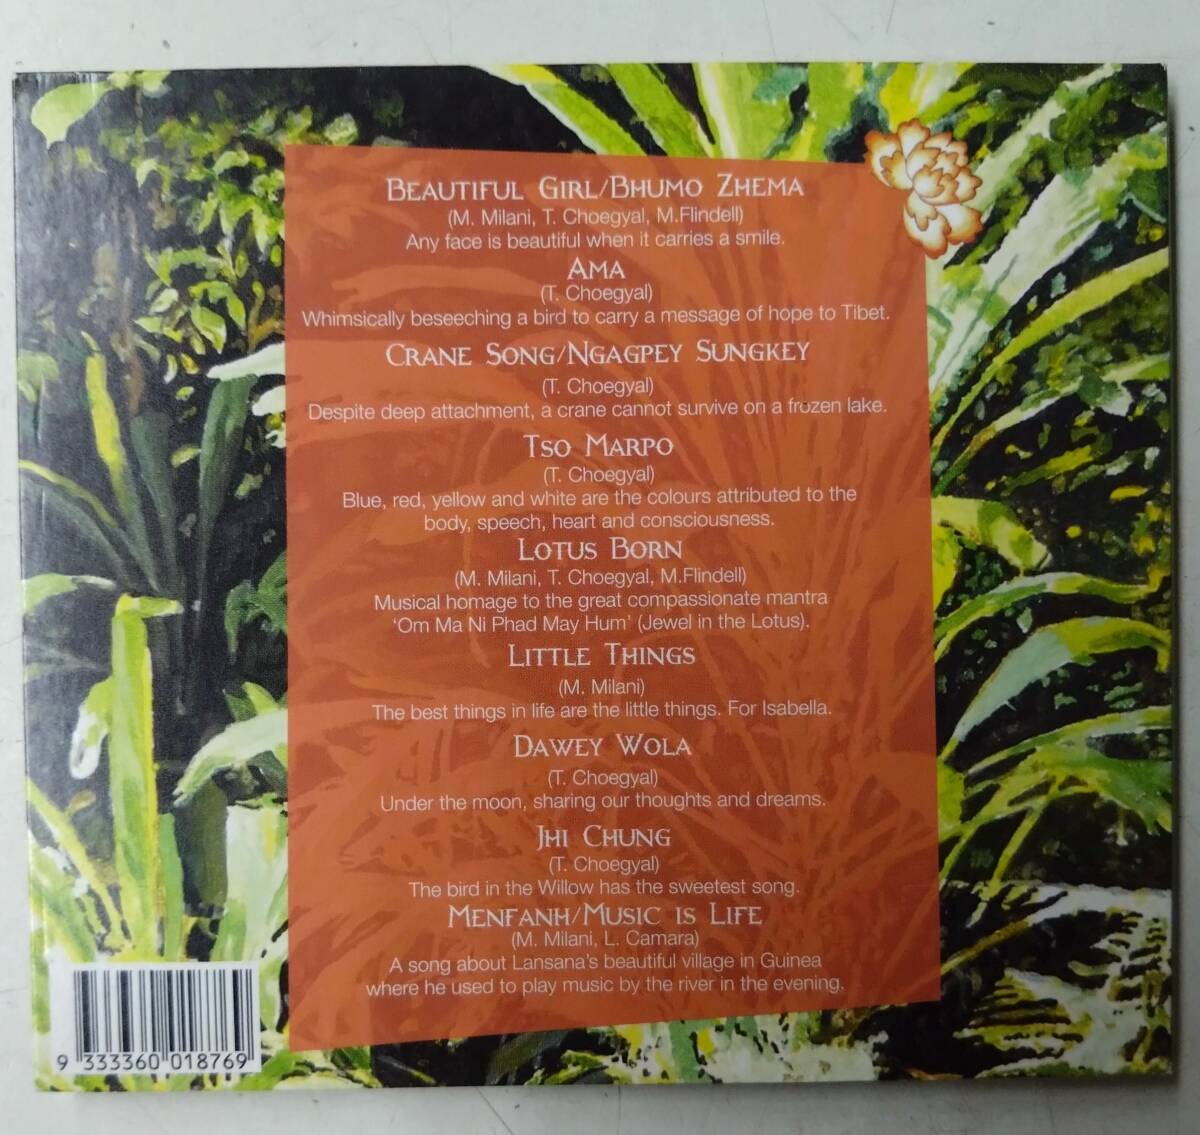 BEAUTIFUL GIRL/BHUMO ZHEMA
(M. Milani, T. Choegyal, M.Flindell)
Any face is beautiful when it carries a smile.
AMA
(T. Choegyal)
Whimsically beseeching a bird to carry a message of hope to Tibet.
CRANE SONG/NGAGPEY SUNGKEY
(T. Choegyal)
Despite deep attachment, a crane cannot survive on a frozen lake.
TSO MARPO
(T. Choegyal)
Blue, red, yellow and white are the colours attributed to the
body, speech, heart and consciousness.
LOTUS BORN
(M. Milani, T. Choegyal, M.Flindell)
Musical homage to the great compassionate mantra
‘Om Ma Ni Phad May Hum’ (Jewel in the Lotus).
LITTLE THINGS
(M. Milani)
The best things in life are the little things. For Isabella.
DAWEY WOLA
(T. Choegyal)
Under the moon, sharing our thoughts and dreams.
JHI CHUNG
(T. Choegyal)
The bird in the Willow has the sweetest song.
MENFANH/MUSIC IS LIFE
(M. Milani, L. Camara)
A song about Lansana's beautiful village in Guinea
where he used to play music by the river in the evening.
9 333360 018769